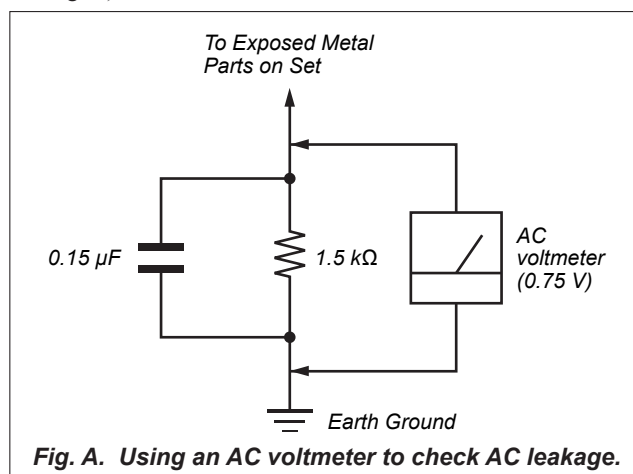 To Exposed Metal
Parts on Set
0.15 μF
1.5 kΩ
AC
voltmeter
(0.75 V)
Earth Ground
Fig. A. Using an AC voltmeter to check AC leakage.